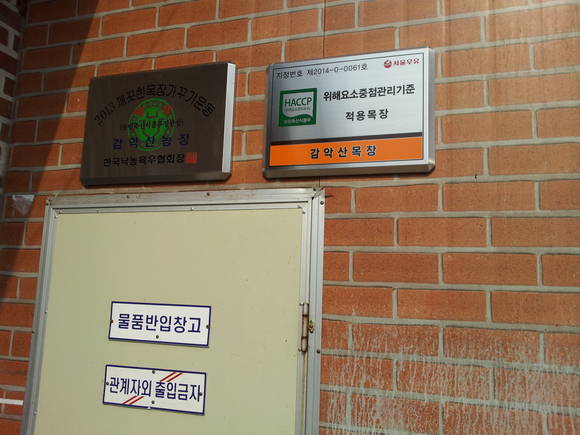 2013 깨끗한목장가꾸기운동
감악산농장
한국낙농육우협회장
지정번호 제2014-0-0061호
서울우유
HACCP
위해요소중점관리기준
적용목장
감악산목장
물품반입창고
관계자외 출입금지